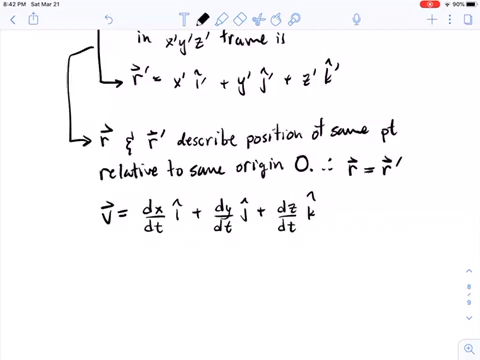 8:42 PM Sat Mar 21
90%
in x'y'z' frame is
r⃗' = x' î' + y' ĵ' + z' k̂'
r⃗ & r⃗' describe position of same pt
relative to same origin O. ∴ r⃗ = r⃗'
v⃗ = dx/dt î + dy/dt ĵ + dz/dt k̂
8
9